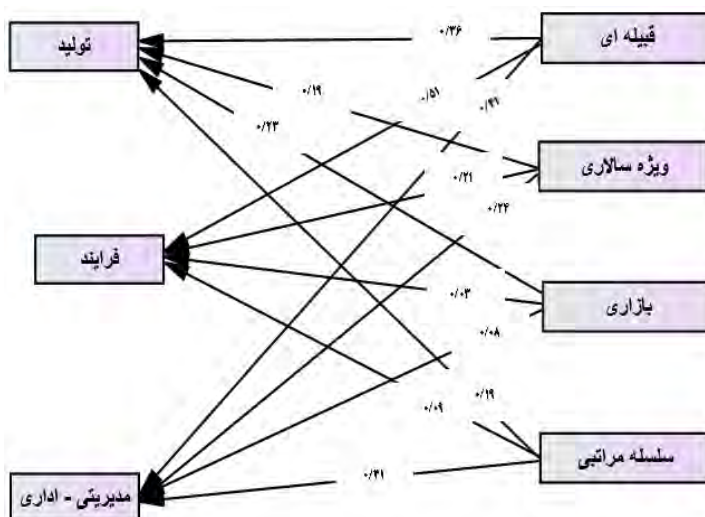 قبیله ای
۰/۳۶
تولید
۰/۵۱
۰/۴۱
۰/۱۹
۰/۲۳
ویژه سالاری
۰/۲۱
۰/۲۴
فرایند
بازاری
۰/۰۳
۰/۰۸
۰/۱۹
۰/۰۹
سلسله مراتبی
۰/۴۱
مدیریتی - اداری